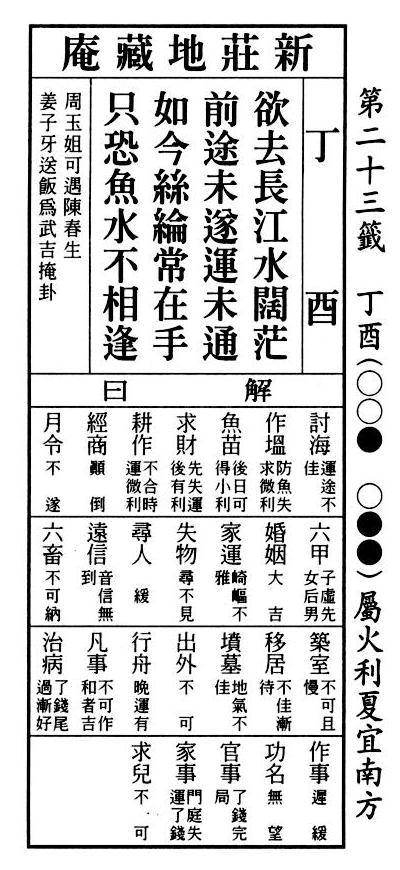 第二十三籤 丁酉(○○● ○●●)屬火利夏宜南方
新莊地藏庵
丁酉
欲去長江水闊茫
前途未遂運未通
如今絲綸常在手
只恐魚水不相逢
周玉姐可遇陳春生
姜子牙送飯為武吉掩卦
解曰
討海 運途不佳
作塭 防魚失求微利
魚苗 後日可得小利
求財 先失運後有利
耕作 不合時運微利
經商 顚倒
月令 不遂
六甲 子虛先女后男
婚姻 大吉
家運 崎嶇不雅
失物 尋不見
尋人 緩
遠信 音信無到
六畜 不可納
築室 不可且慢
移居 不佳漸待
墳墓 地氣不佳
出外 不可
行舟 晚運有
凡事 不可作和者吉
治病 了錢尾過漸好
作事 遲緩
功名 無望
官事 了錢完局
家事 門庭失運了錢
求兒 不可